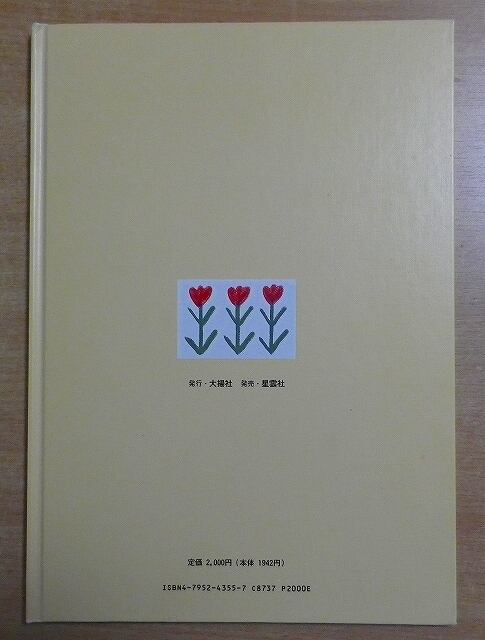 発行・大揚社　発売・星雲社
定価 2,000円（本体 1942円）
ISBN4-7952-4355-7 C8737 P2000E